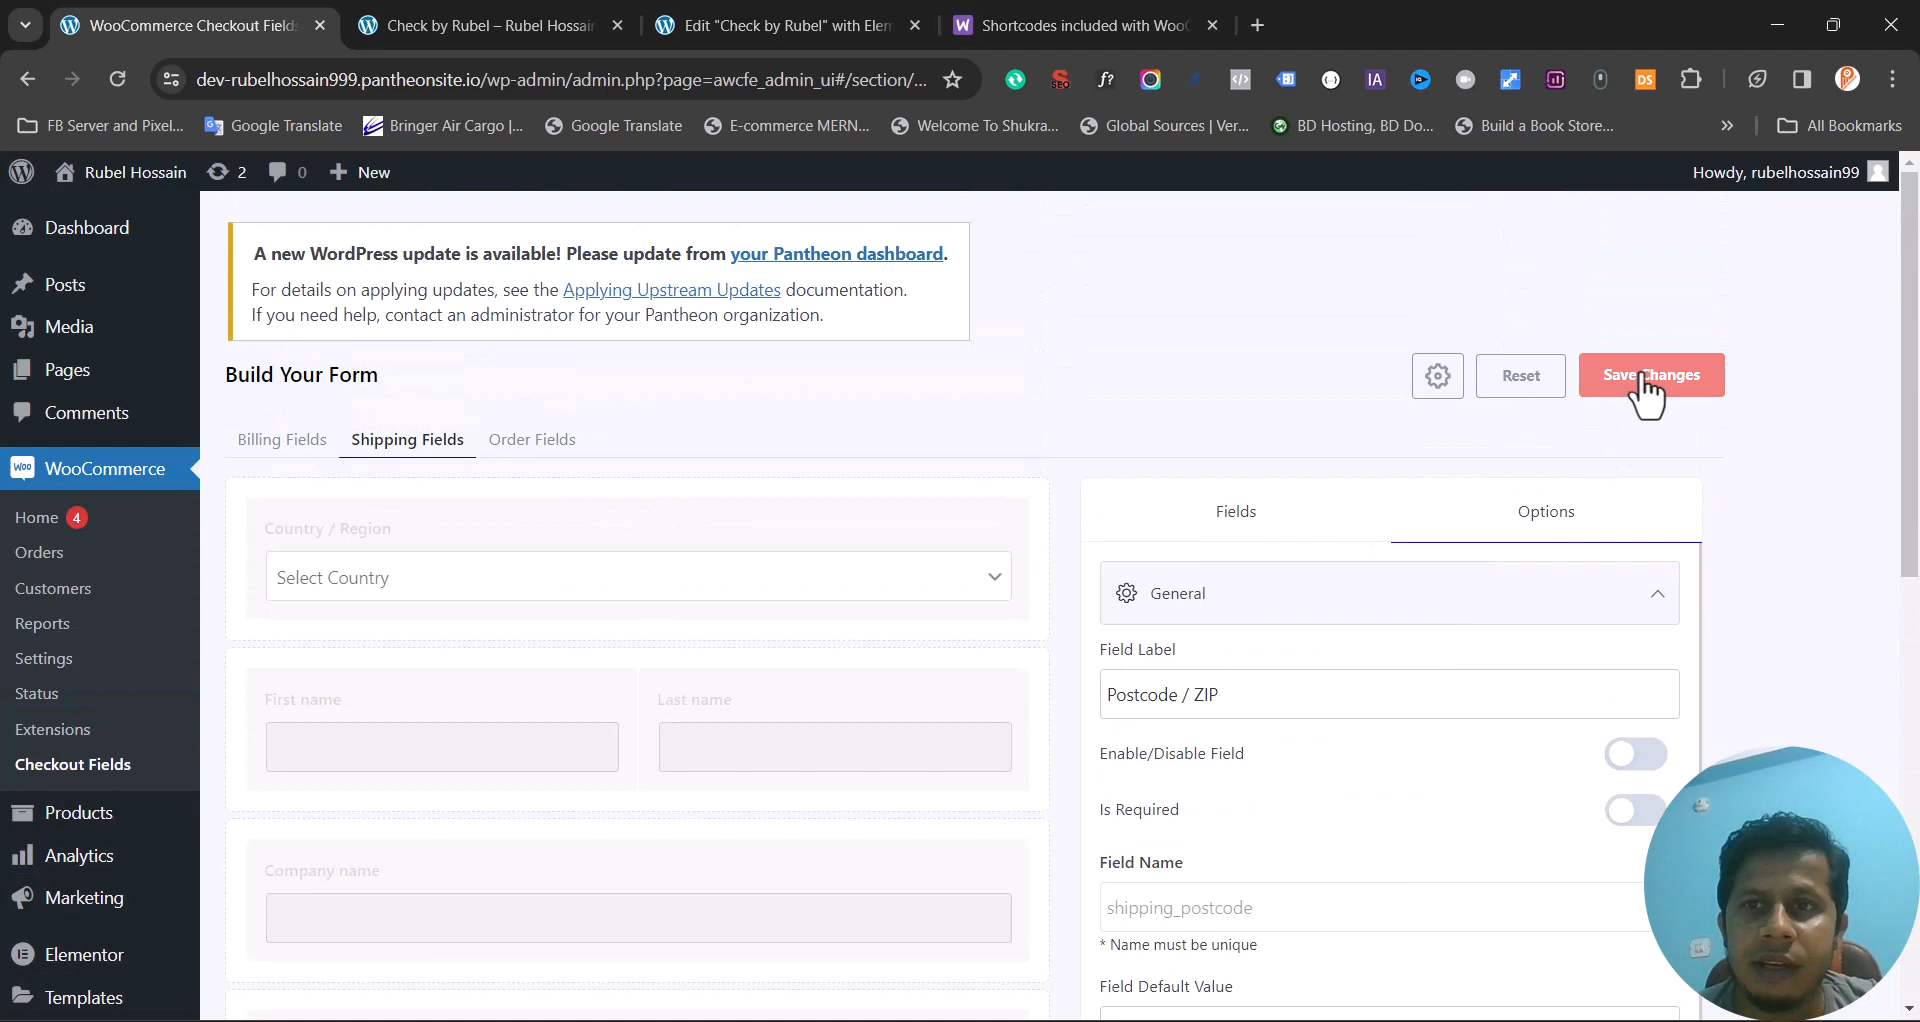 WooCommerce Checkout Fields
Check by Rubel – Rubel Hossain
Edit "Check by Rubel" with Elem
W Shortcodes included with WooC
dev-rubelhossain999.pantheonsite.io/wp-admin/admin.php?page=awcfe_admin_ui#/section/...
SEO
f?
IA
DS
FB Server and Pixel...
Google Translate
Bringer Air Cargo |...
Google Translate
E-commerce MERN...
Welcome To Shukra...
Global Sources | Ver...
BD Hosting, BD Do...
Build a Book Store...
»
All Bookmarks
Rubel Hossain
2
0
New
Howdy, rubelhossain99
Dashboard
Posts
Media
Pages
Comments
Woo WooCommerce
Home 4
Orders
Customers
Reports
Settings
Status
Extensions
Checkout Fields
Products
Analytics
Marketing
Elementor
Templates
A new WordPress update is available! Please update from your Pantheon dashboard.
For details on applying updates, see the Applying Upstream Updates documentation.
If you need help, contact an administrator for your Pantheon organization.
Build Your Form
Reset
Save Changes
Billing Fields
Shipping Fields
Order Fields
Country / Region
Select Country
First name
Last name
Company name
Fields
Options
General
Field Label
Postcode / ZIP
Enable/Disable Field
Is Required
Field Name
shipping_postcode
* Name must be unique
Field Default Value